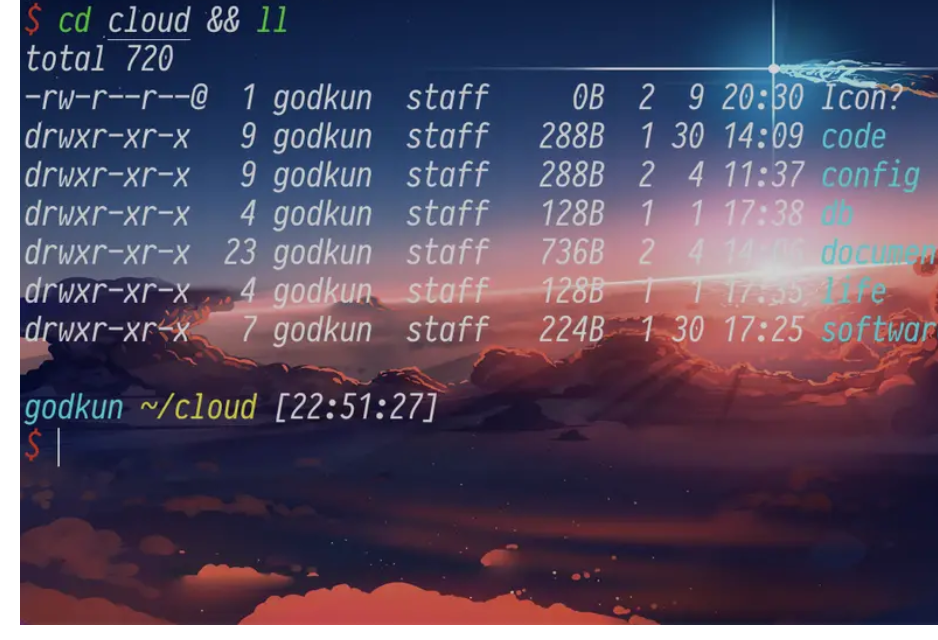 $ cd cloud && ll
total 720
-rw-r--r--@ 1 godkun staff 0B 2 9 20:30 Icon?
drwxr-xr-x 9 godkun staff 288B 1 30 14:09 code
drwxr-xr-x 9 godkun staff 288B 2 4 11:37 config
drwxr-xr-x 4 godkun staff 128B 1 1 17:38 db
drwxr-xr-x 23 godkun staff 736B 2 4 14:06 documen
drwxr-xr-x 4 godkun staff 128B 1 1 17:35 life
drwxr-xr-x 7 godkun staff 224B 1 30 17:25 softwar
godkun ~/cloud [22:51:27]
$